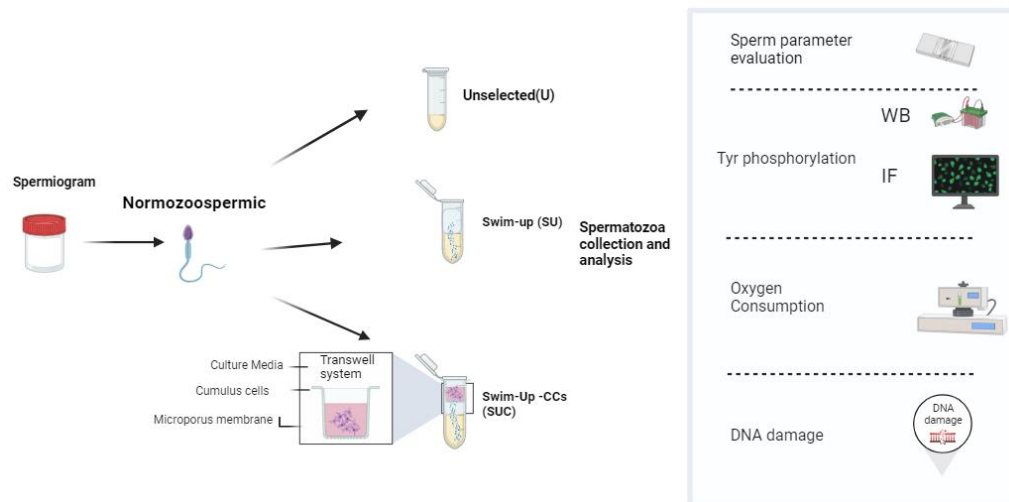 Spermiogram
Normozoospermic
Unselected(U)
Swim-up (SU)
Spermatozoa
collection and
analysis
Culture Media
Cumulus cells
Microporus membrane
Transwell
system
Swim-Up -CCs
(SUC)
Sperm parameter
evaluation
WB
Tyr phosphorylation
IF
Oxygen
Consumption
DNA damage
DNA
damage